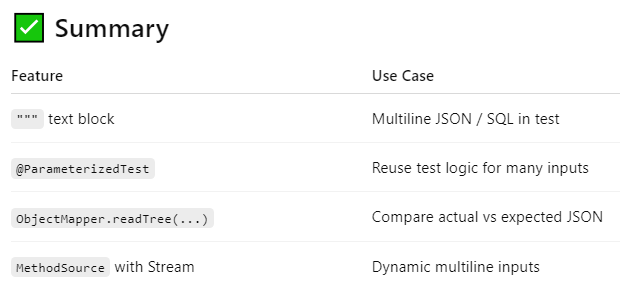 ✅ Summary
Feature Use Case
""" text block Multiline JSON / SQL in test
@ParameterizedTest Reuse test logic for many inputs
ObjectMapper.readTree(...) Compare actual vs expected JSON
MethodSource with Stream Dynamic multiline inputs